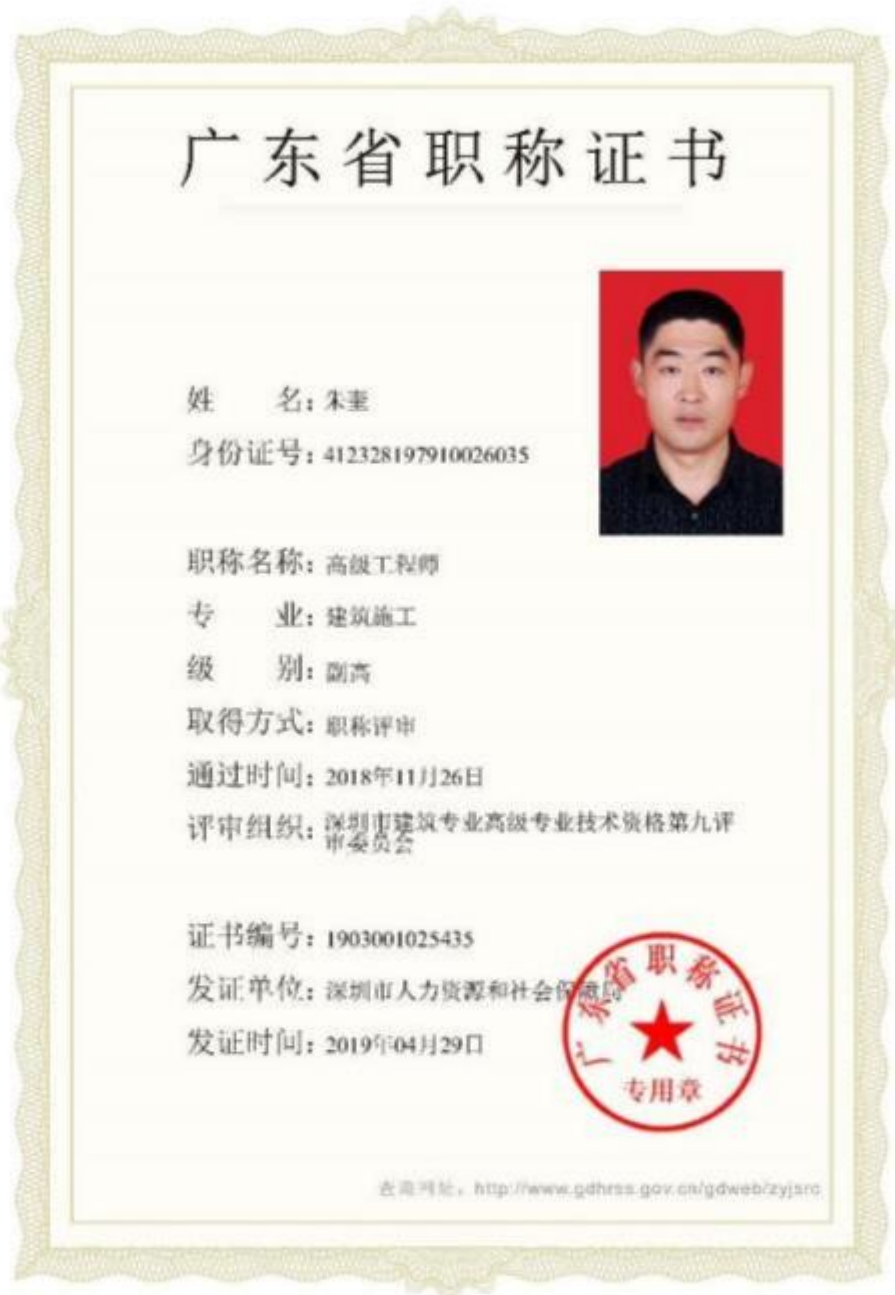 广东省职称证书
姓 名：朱奎
身份证号：412328197910026035
职称名称：高级工程师
专 业：建筑施工
级 别：副高
取得方式：职称评审
通过时间：2018年11月26日
评审组织：深圳市建筑专业高级专业技术资格第九评
审委员会
证书编号：1903001025435
发证单位：深圳市人力资源和社会保障局
发证时间：2019年04月29日
广东省职称证书
专用章
查询网址：http://www.gdhrss.gov.cn/gdweb/zyjsrc